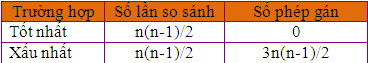 Trường hợp Số lần so sánh Số phép gán
Tốt nhất n(n-1)/2 0
Xấu nhất n(n-1)/2 3n(n-1)/2